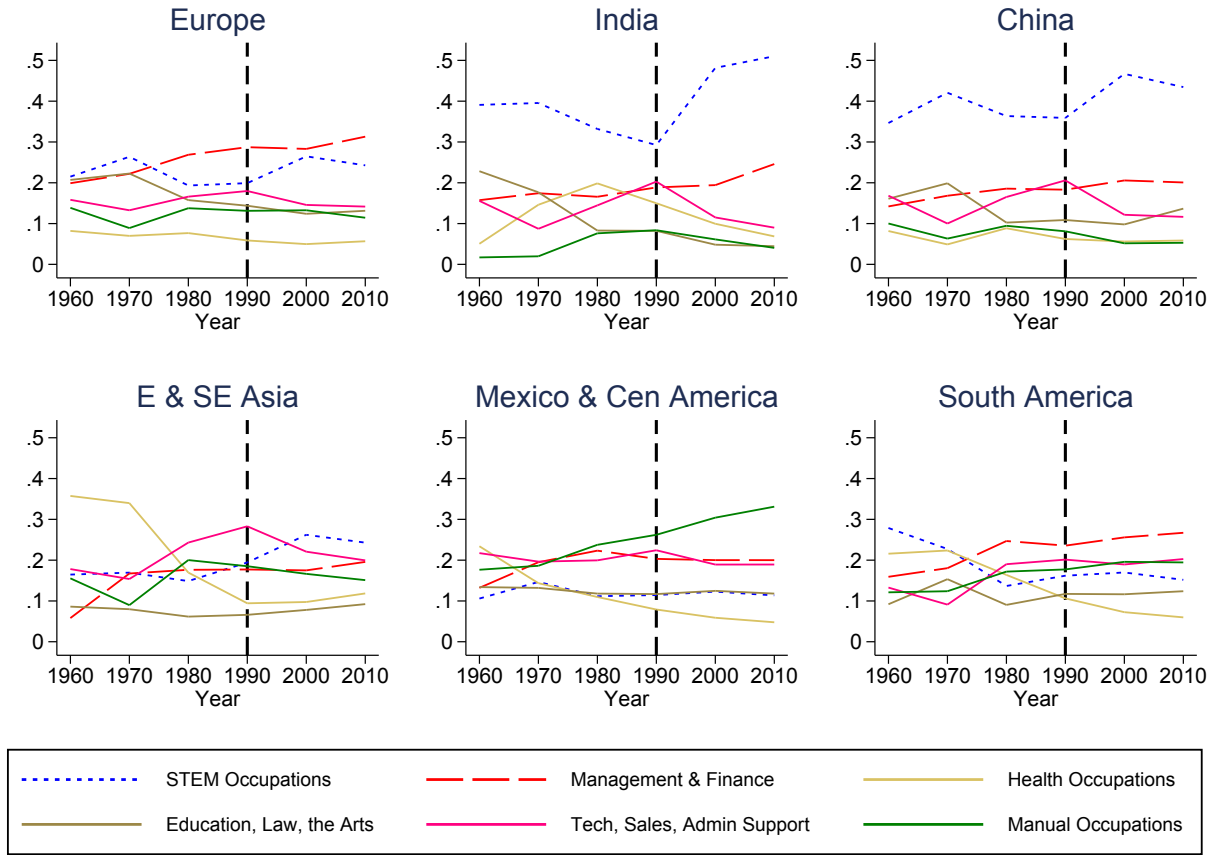 Europe
India
China
.5
.4
.3
.2
.1
0
1960 1970 1980 1990 2000 2010
Year
.5
.4
.3
.2
.1
0
1960 1970 1980 1990 2000 2010
Year
.5
.4
.3
.2
.1
0
1960 1970 1980 1990 2000 2010
Year
E & SE Asia
Mexico & Cen America
South America
.5
.4
.3
.2
.1
0
1960 1970 1980 1990 2000 2010
Year
.5
.4
.3
.2
.1
0
1960 1970 1980 1990 2000 2010
Year
.5
.4
.3
.2
.1
0
1960 1970 1980 1990 2000 2010
Year
STEM Occupations
Management & Finance
Health Occupations
Education, Law, the Arts
Tech, Sales, Admin Support
Manual Occupations